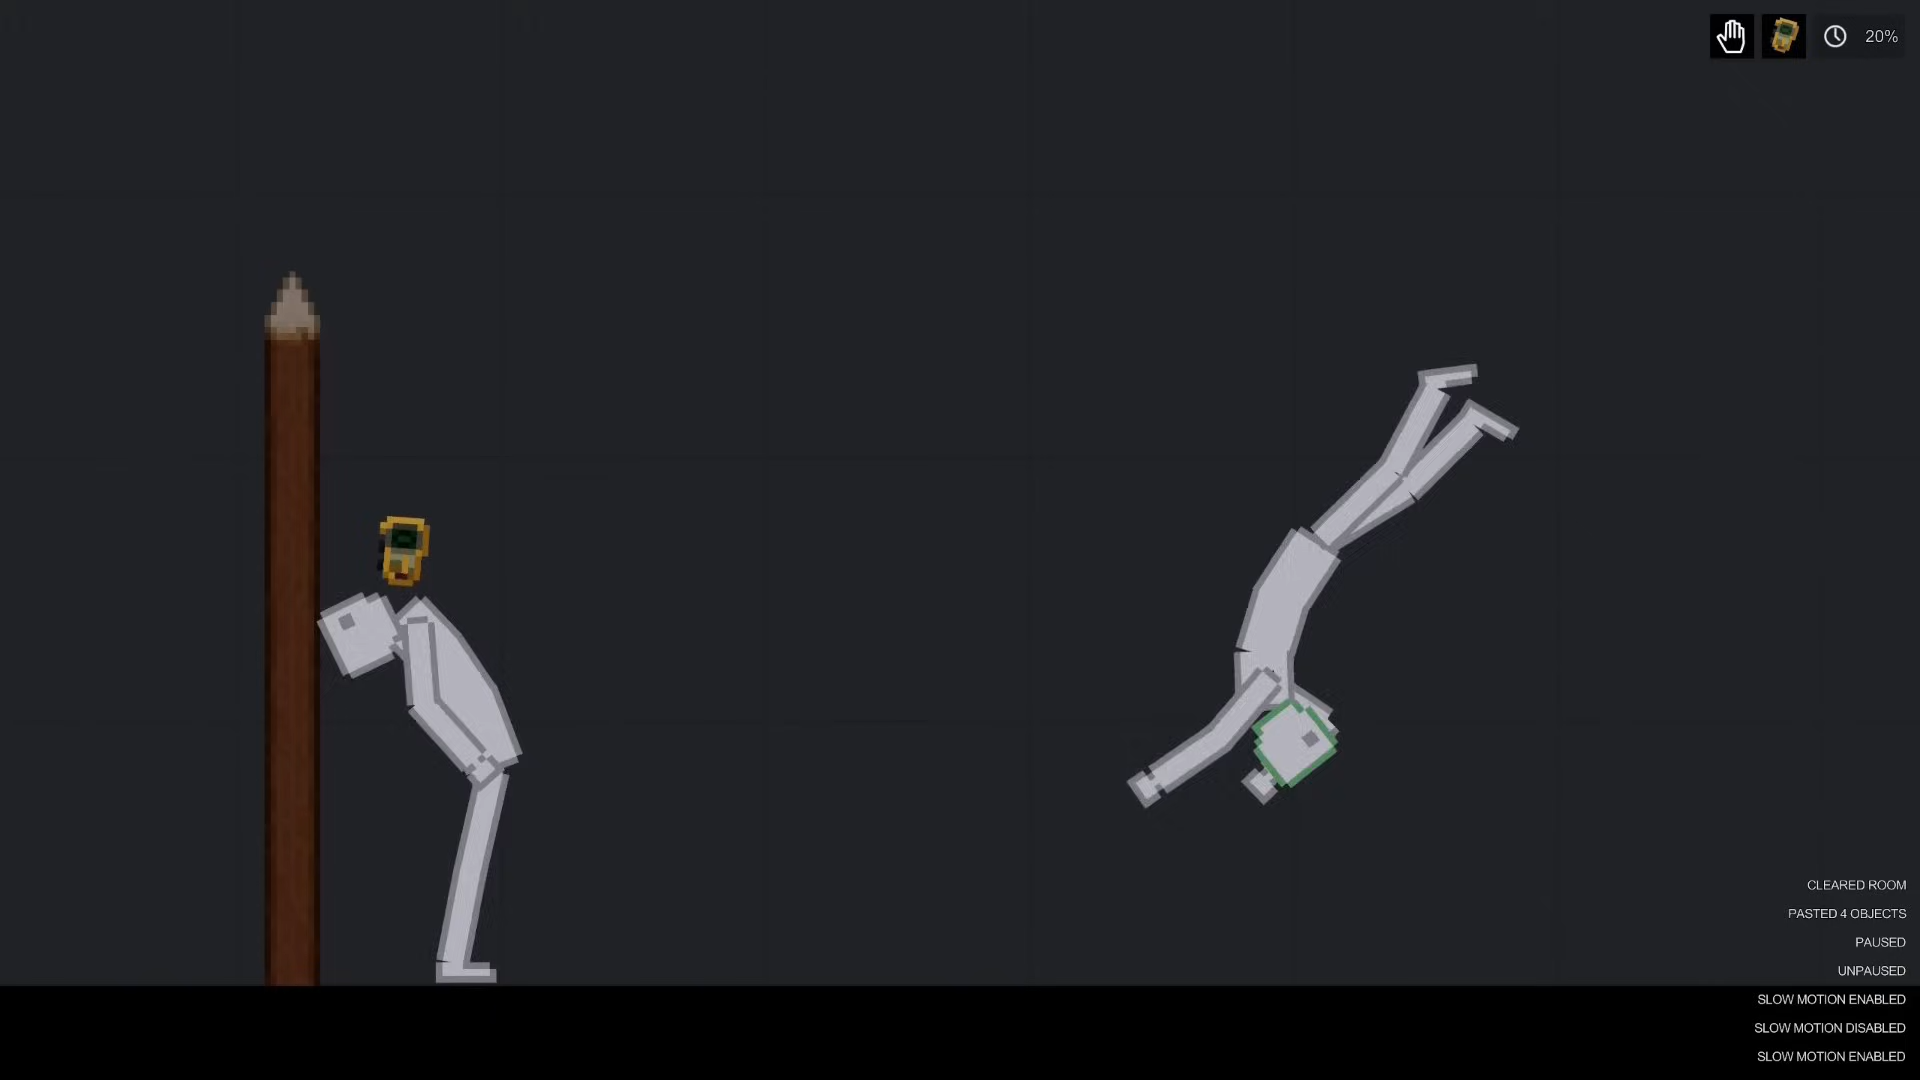 20%
CLEARED ROOM
PASTED 4 OBJECTS
PAUSED
UNPAUSED
SLOW MOTION ENABLED
SLOW MOTION DISABLED
SLOW MOTION ENABLED